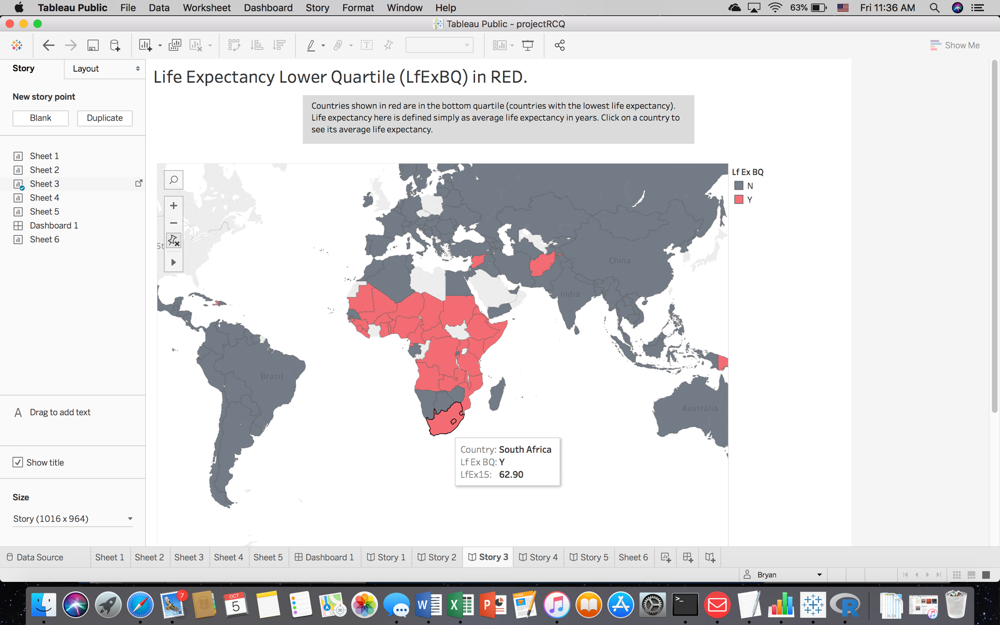 Tableau Public File Data Worksheet Dashboard Story Format Window Help
63% Fri 11:36 AM
Tableau Public - projectRCQ
Show Me
Story Layout
New story point
Blank Duplicate
Sheet 1
Sheet 2
Sheet 3
Sheet 4
Sheet 5
Dashboard 1
Sheet 6
A Drag to add text
Show title
Size
Story (1016 x 964)
Life Expectancy Lower Quartile (LfExBQ) in RED.
Countries shown in red are in the bottom quartile (countries with the lowest life expectancy).
Life expectancy here is defined simply as average life expectancy in years. Click on a country to
see its average life expectancy.
Lf Ex BQ
N
Y
St
China
India
Brazil
Australia
Country: South Africa
Lf Ex BQ: Y
LfEx15: 62.90
Data Source Sheet 1 Sheet 2 Sheet 3 Sheet 4 Sheet 5 Dashboard 1 Story 1 Story 2 Story 3 Story 4 Story 5 Sheet 6
Bryan
7
OCT
5
3D
W
X
P
PAGES
>_
R
XLSX